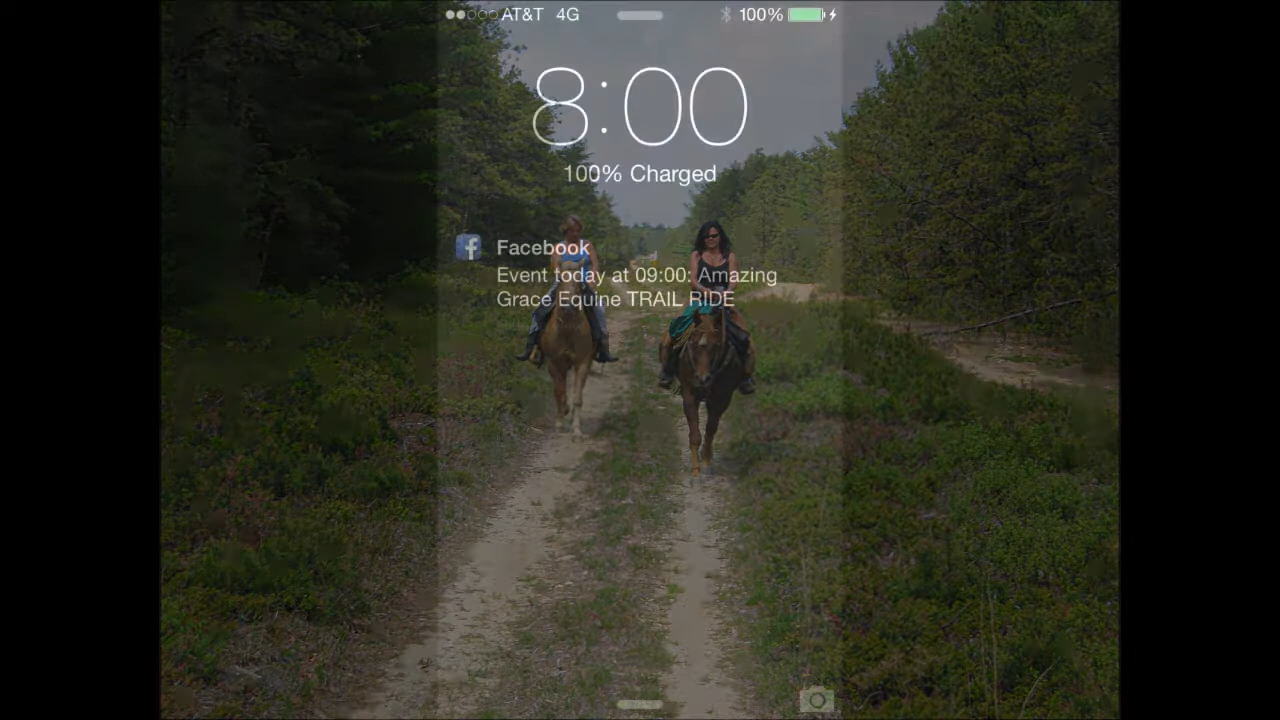 AT&T 4G 100%
8:00
100% Charged
Facebook
Event today at 09:00: Amazing
Grace Equine TRAIL RIDE